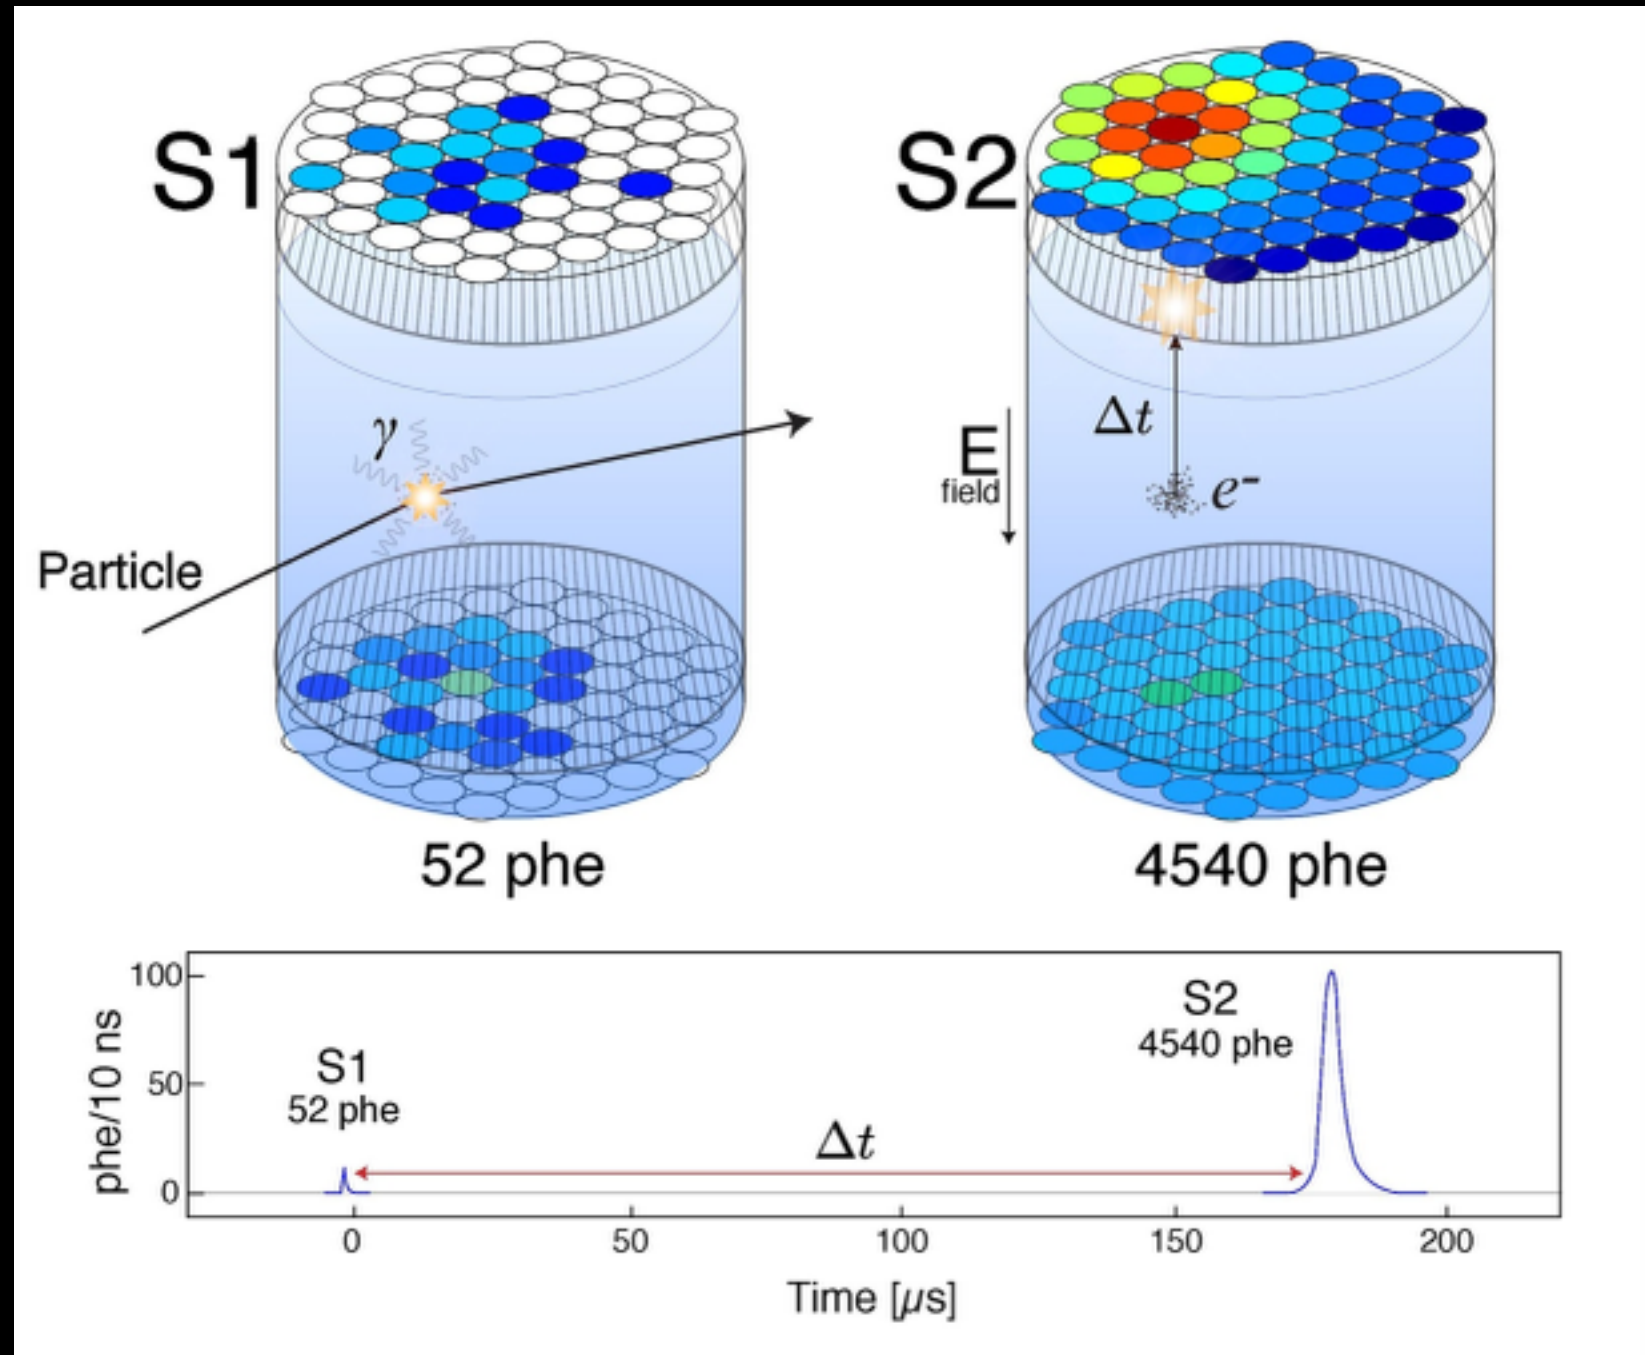 S1
S2
γ
Δt
E
field
e⁻
Particle
52 phe
4540 phe
100
50
0
phe/10 ns
S1
52 phe
S2
4540 phe
Δt
0
50
100
150
200
Time [µs]